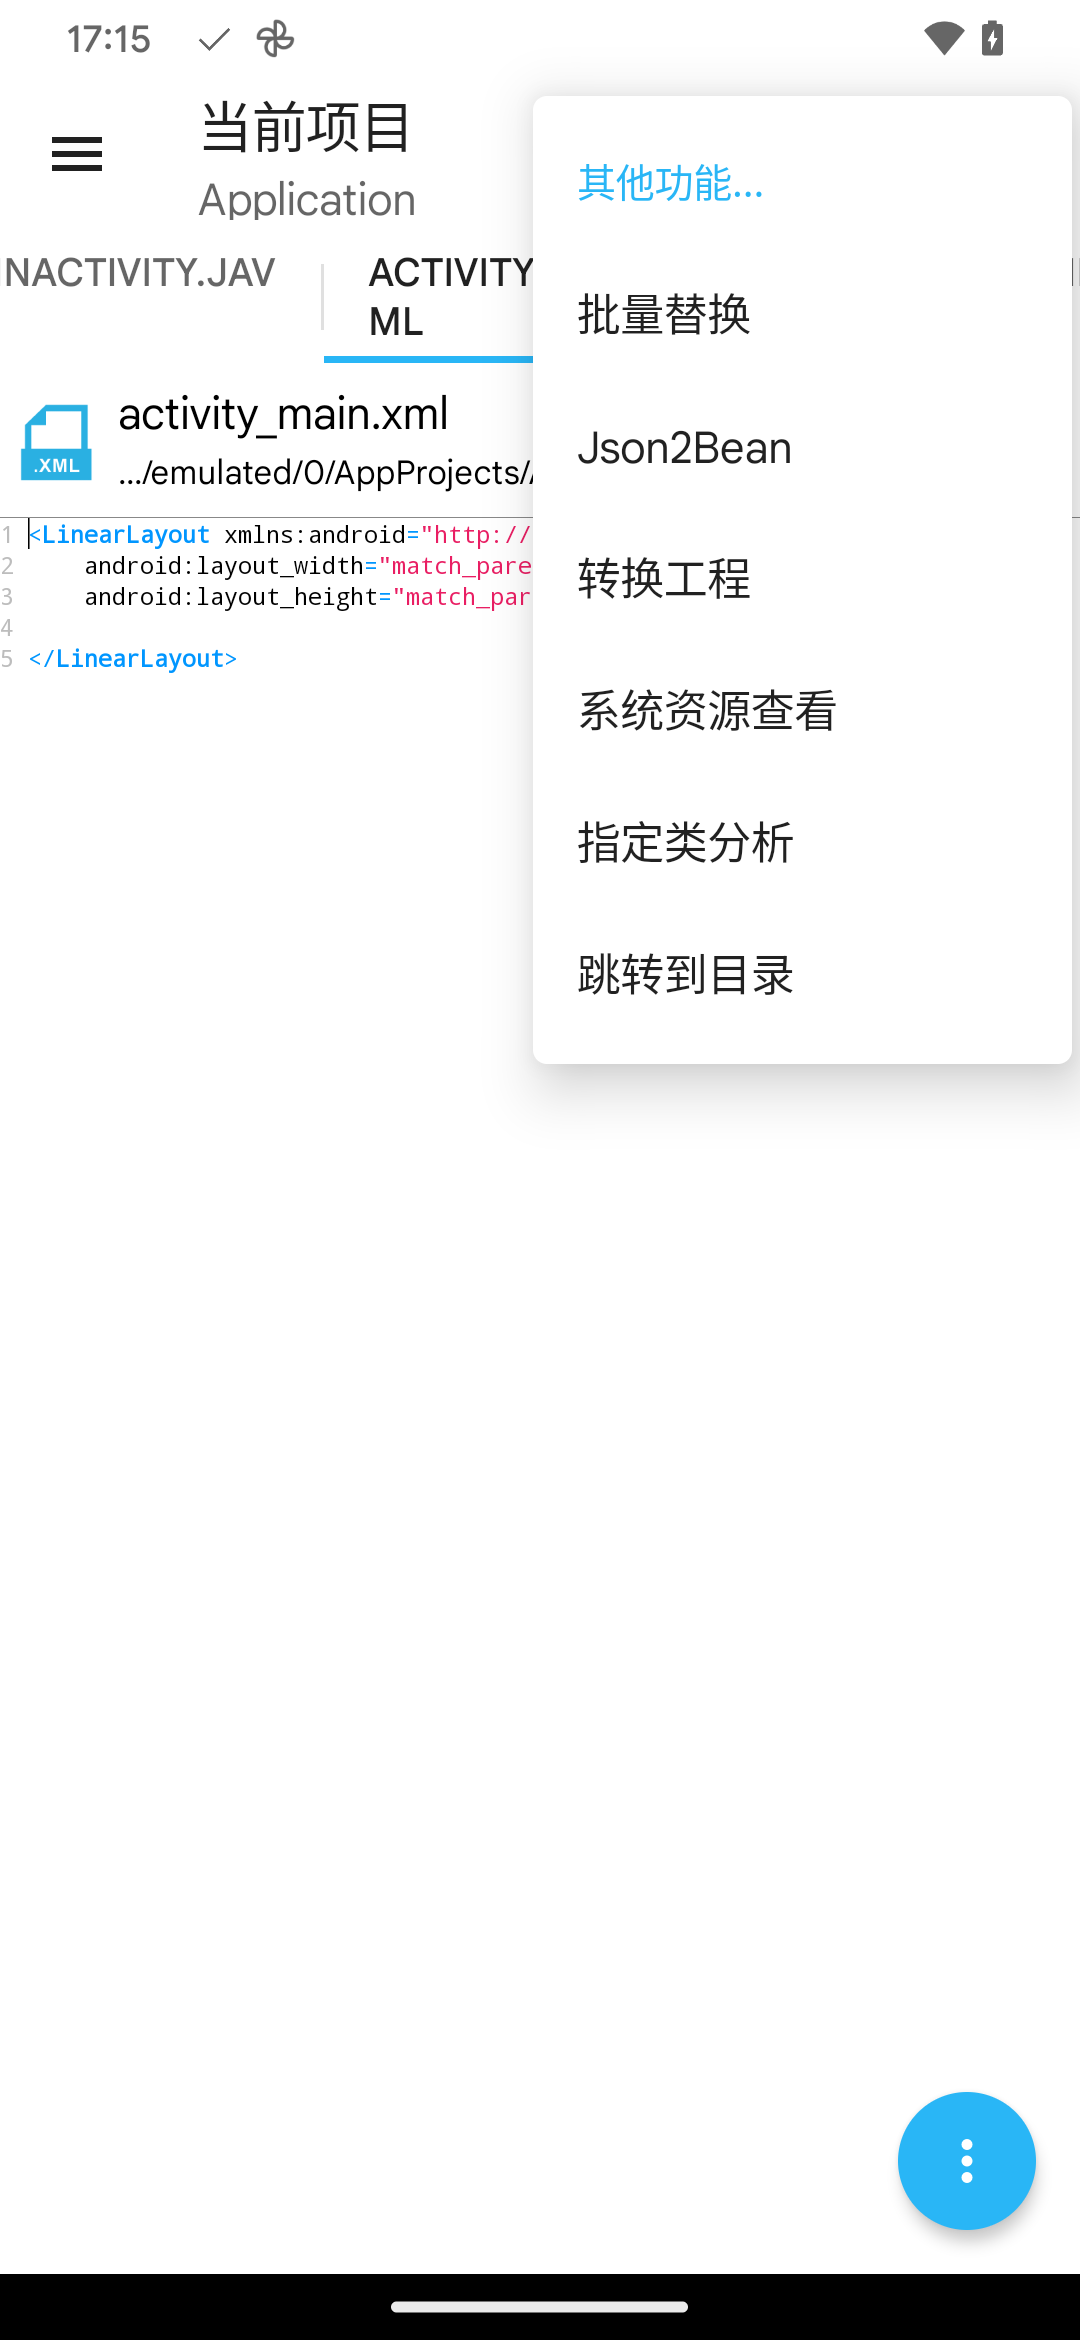 17:15
当前项目
Application
INACTIVITY.JAV
ACTIVITY
ML
.XML
activity_main.xml
.../emulated/0/AppProjects/
1 <LinearLayout xmlns:android="http://
2     android:layout_width="match_pare
3     android:layout_height="match_par
4
5 </LinearLayout>
其他功能...
批量替换
Json2Bean
转换工程
系统资源查看
指定类分析
跳转到目录